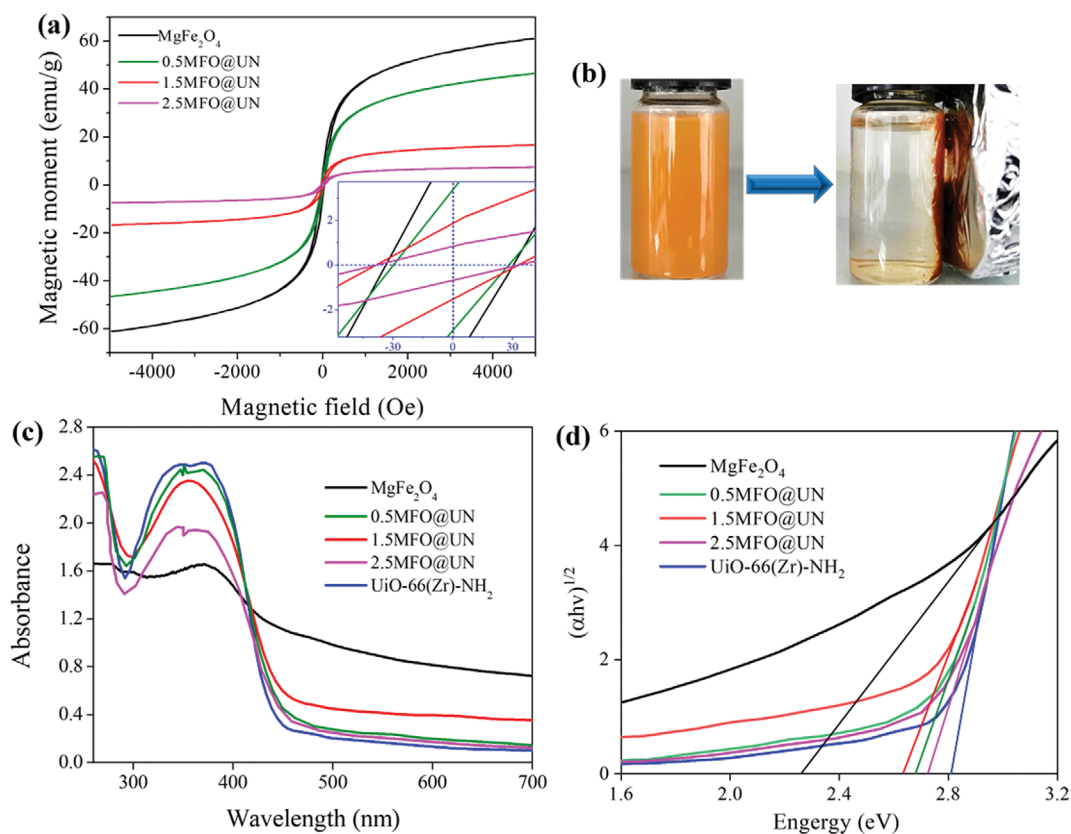 (a)
MgFe₂O₄
0.5MFO@UN
1.5MFO@UN
2.5MFO@UN
Magnetic moment (emu/g)
60
40
20
0
-20
-40
-60
2
0
-2
-30
0
30
-4000
-2000
0
2000
4000
Magnetic field (Oe)
(b)
(c)
MgFe₂O₄
0.5MFO@UN
1.5MFO@UN
2.5MFO@UN
UiO-66(Zr)-NH₂
Absorbance
2.8
2.4
2.0
1.6
1.2
0.8
0.4
0.0
300
400
500
600
700
Wavelength (nm)
(d)
MgFe₂O₄
0.5MFO@UN
1.5MFO@UN
2.5MFO@UN
UiO-66(Zr)-NH₂
(αhν)¹/²
6
4
2
0
1.6
2.0
2.4
2.8
3.2
Engergy (eV)